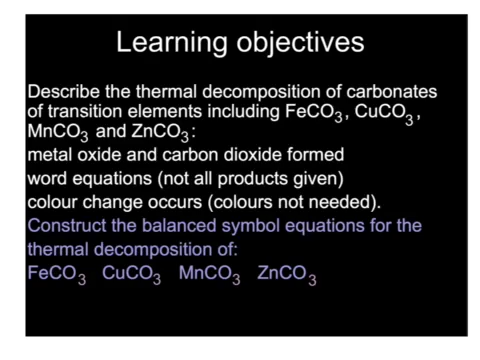 Learning objectives
Describe the thermal decomposition of carbonates
of transition elements including FeCO₃, CuCO₃,
MnCO₃ and ZnCO₃:
metal oxide and carbon dioxide formed
word equations (not all products given)
colour change occurs (colours not needed).
Construct the balanced symbol equations for the
thermal decomposition of:
FeCO₃ CuCO₃ MnCO₃ ZnCO₃